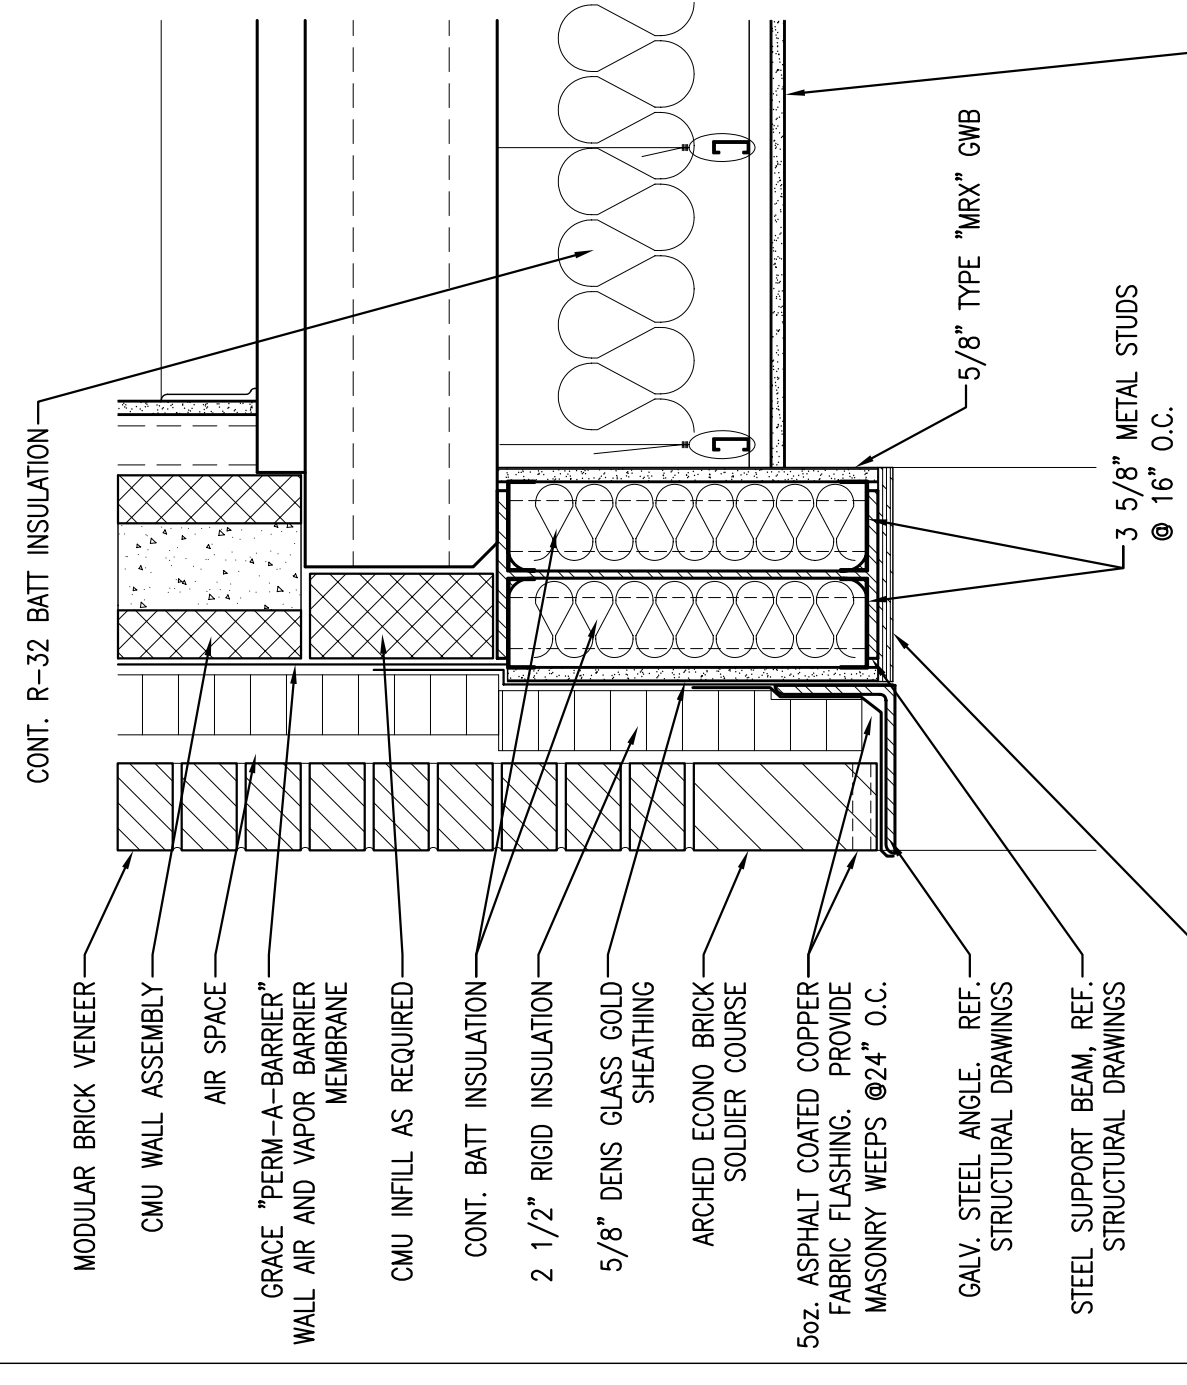 CONT. R-32 BATT INSULATION
MODULAR BRICK VENEER
CMU WALL ASSEMBLY
AIR SPACE
GRACE "PERM-A-BARRIER"
WALL AIR AND VAPOR BARRIER
MEMBRANE
CMU INFILL AS REQUIRED
CONT. BATT INSULATION
2 1/2" RIGID INSULATION
5/8" DENS GLASS GOLD
SHEATHING
ARCHED ECONO BRICK
SOLDIER COURSE
5oz. ASPHALT COATED COPPER
FABRIC FLASHING. PROVIDE
MASONRY WEEPS @24" O.C.
GALV. STEEL ANGLE. REF.
STRUCTURAL DRAWINGS
STEEL SUPPORT BEAM, REF.
STRUCTURAL DRAWINGS
5/8" TYPE "MRX" GWB
3 5/8" METAL STUDS
@ 16" O.C.